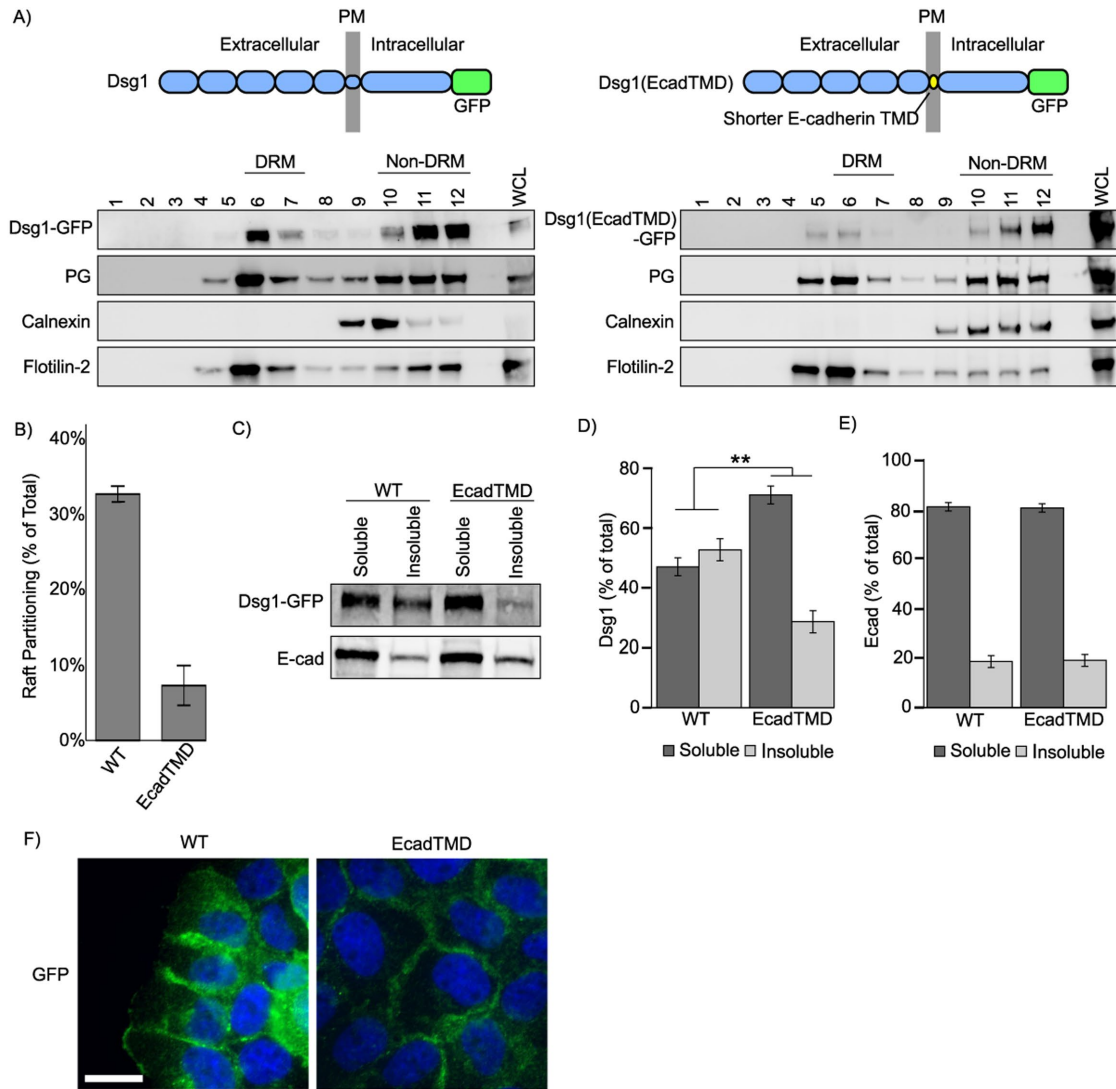 A)
PM
Extracellular
Intracellular
Dsg1
GFP
DRM
Non-DRM
1 2 3 4 5 6 7 8 9 10 11 12 WCL
Dsg1-GFP
PG
Calnexin
Flotilin-2
PM
Extracellular
Intracellular
Dsg1(EcadTMD)
Shorter E-cadherin TMD
GFP
DRM
Non-DRM
1 2 3 4 5 6 7 8 9 10 11 12 WCL
Dsg1(EcadTMD)
-GFP
PG
Calnexin
Flotilin-2
B)
Raft Partitioning (% of Total)
40%
30%
20%
10%
0%
WT
EcadTMD
C)
WT
EcadTMD
Soluble
Insoluble
Soluble
Insoluble
Dsg1-GFP
E-cad
D)
**
Dsg1 (% of total)
80
60
40
20
0
WT
EcadTMD
Soluble
Insoluble
E)
Ecad (% of total)
100
80
60
40
20
0
WT
EcadTMD
Soluble
Insoluble
F)
WT
EcadTMD
GFP